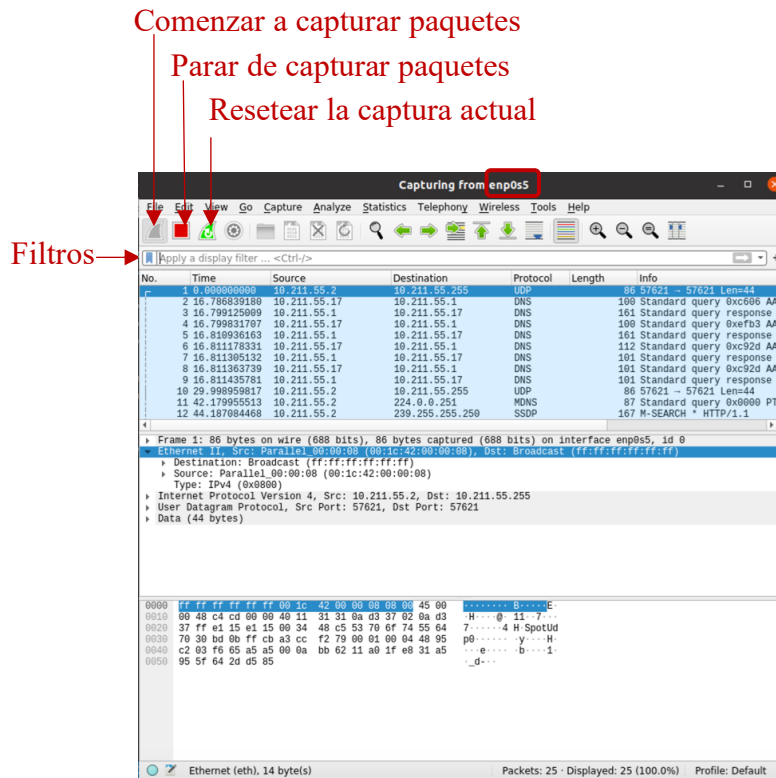 Comenzar a capturar paquetes
Parar de capturar paquetes
Resetear la captura actual
Capturing from enp0s5
File Edit View Go Capture Analyze Statistics Telephony Wireless Tools Help
Filtros
Apply a display filter ... <Ctrl-/>
No. Time Source Destination Protocol Length Info
1 0.000000000 10.211.55.2 10.211.55.255 UDP 86 57621 → 57621 Len=44
2 16.786839180 10.211.55.17 10.211.55.1 DNS 100 Standard query 0xc606 AA
3 16.799125009 10.211.55.1 10.211.55.17 DNS 161 Standard query response
4 16.799831707 10.211.55.17 10.211.55.1 DNS 100 Standard query 0xefb3 AA
5 16.810936163 10.211.55.1 10.211.55.17 DNS 161 Standard query response
6 16.811178331 10.211.55.17 10.211.55.1 DNS 112 Standard query 0xc92d AA
7 16.811305132 10.211.55.1 10.211.55.17 DNS 101 Standard query response
8 16.811363739 10.211.55.17 10.211.55.1 DNS 101 Standard query 0xc92d AA
9 16.811435781 10.211.55.1 10.211.55.17 DNS 101 Standard query response
10 29.998959817 10.211.55.2 10.211.55.255 UDP 86 57621 → 57621 Len=44
11 42.179955513 10.211.55.2 224.0.0.251 MDNS 87 Standard query 0x0000 PT
12 44.187084468 10.211.55.2 239.255.255.250 SSDP 167 M-SEARCH * HTTP/1.1
Frame 1: 86 bytes on wire (688 bits), 86 bytes captured (688 bits) on interface enp0s5, id 0
Ethernet II, Src: Parallel_00:00:08 (00:1c:42:00:00:08), Dst: Broadcast (ff:ff:ff:ff:ff:ff)
Destination: Broadcast (ff:ff:ff:ff:ff:ff)
Source: Parallel_00:00:08 (00:1c:42:00:00:08)
Type: IPv4 (0x0800)
Internet Protocol Version 4, Src: 10.211.55.2, Dst: 10.211.55.255
User Datagram Protocol, Src Port: 57621, Dst Port: 57621
Data (44 bytes)
0000 ff ff ff ff ff ff 00 1c 42 00 00 08 08 00 45 00 ········ B·····E·
0010 00 48 c4 cd 00 00 40 11 31 31 0a d3 37 02 0a d3 ·H····@· 11··7···
0020 37 ff e1 15 e1 15 00 34 48 c5 53 70 6f 74 55 64 7······4 H·SpotUd
0030 70 30 bd 0b ff cb a3 cc f2 79 00 01 00 04 48 95 p0······ ·y····H·
0040 c2 03 f6 65 a5 a5 00 0a bb 62 11 a0 1f e8 31 a5 ···e···· ·b····1·
0050 95 5f 64 2d d5 85 ·_d-··
Ethernet (eth), 14 byte(s) Packets: 25 · Displayed: 25 (100.0%) Profile: Default